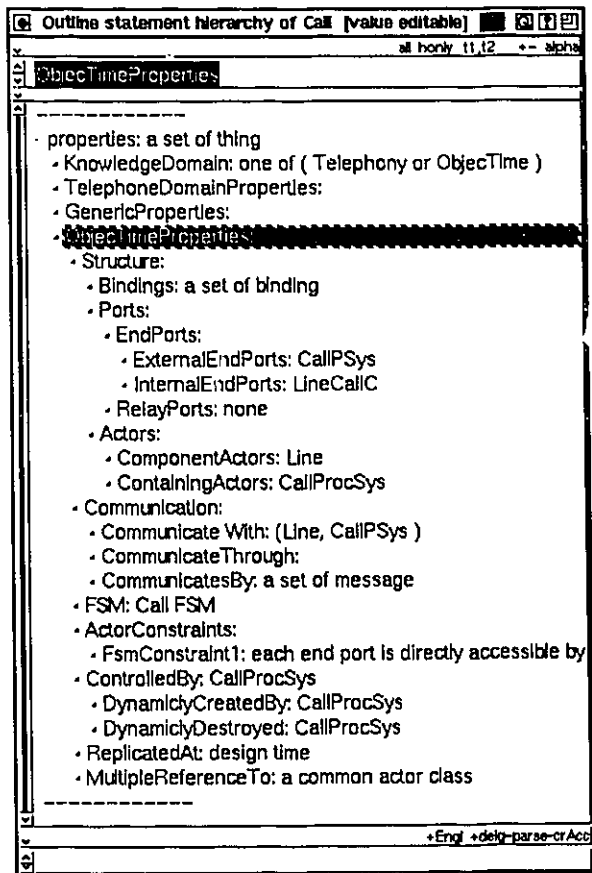 Outline statement hierarchy of Call [value editable]
all honly t1,t2 +- alpha
ObjecTimeProperties
-------------
- properties: a set of thing
- KnowledgeDomain: one of ( Telephony or ObjecTime )
- TelephoneDomainProperties:
- GenericProperties:
- ObjecTimeProperties:
- Structure:
- Bindings: a set of binding
- Ports:
- EndPorts:
- ExternalEndPorts: CallPSys
- InternalEndPorts: LineCallC
- RelayPorts: none
- Actors:
- ComponentActors: Line
- ContainingActors: CallProcSys
- Communication:
- Communicate With: (Line, CallPSys )
- CommunicateThrough:
- CommunicatesBy: a set of message
- FSM: Call FSM
- ActorConstraints:
- FsmConstraint1: each end port is directly accessible by
- ControlledBy: CallProcSys
- DynamiclyCreatedBy: CallProcSys
- DynamiclyDestroyed: CallProcSys
- ReplicatedAt: design time
- MultipleReferenceTo: a common actor class
-------------
+Engl +delg-parse-crAcc